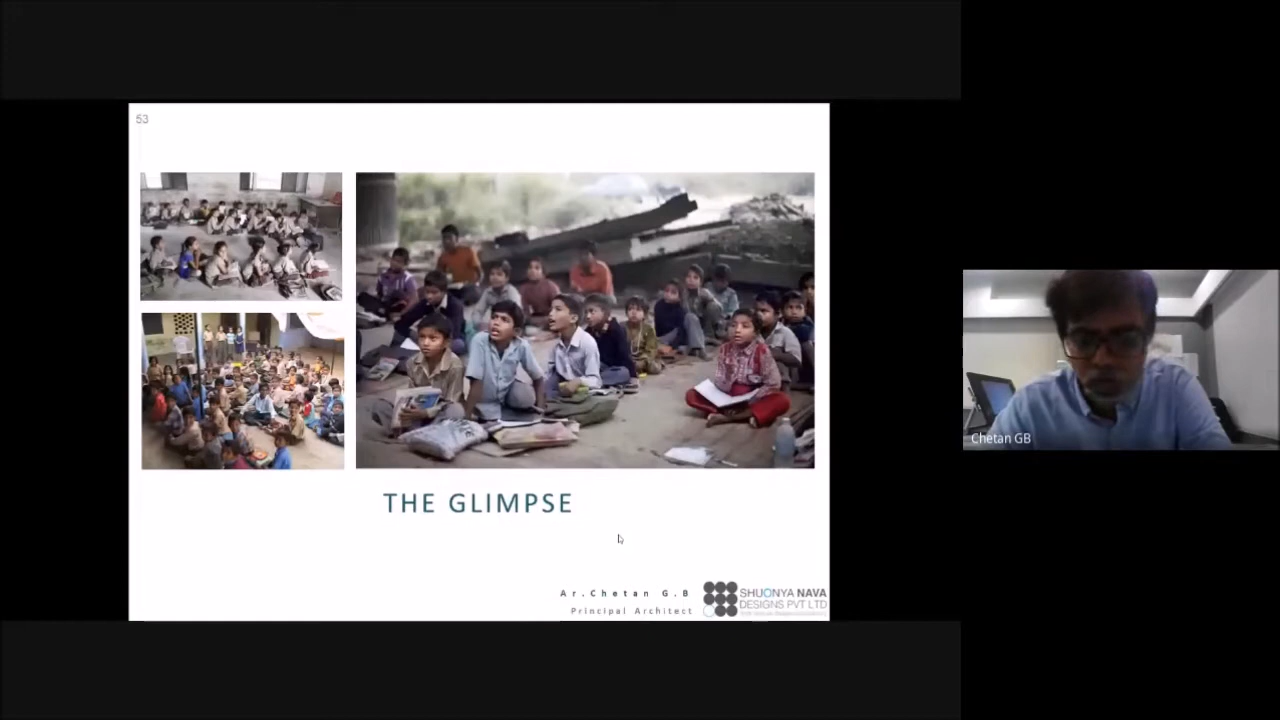 53
THE GLIMPSE
Ar.Chetan G.B
Principal Architect
SHUONYA NAVA
DESIGNS PVT LTD
Chetan GB